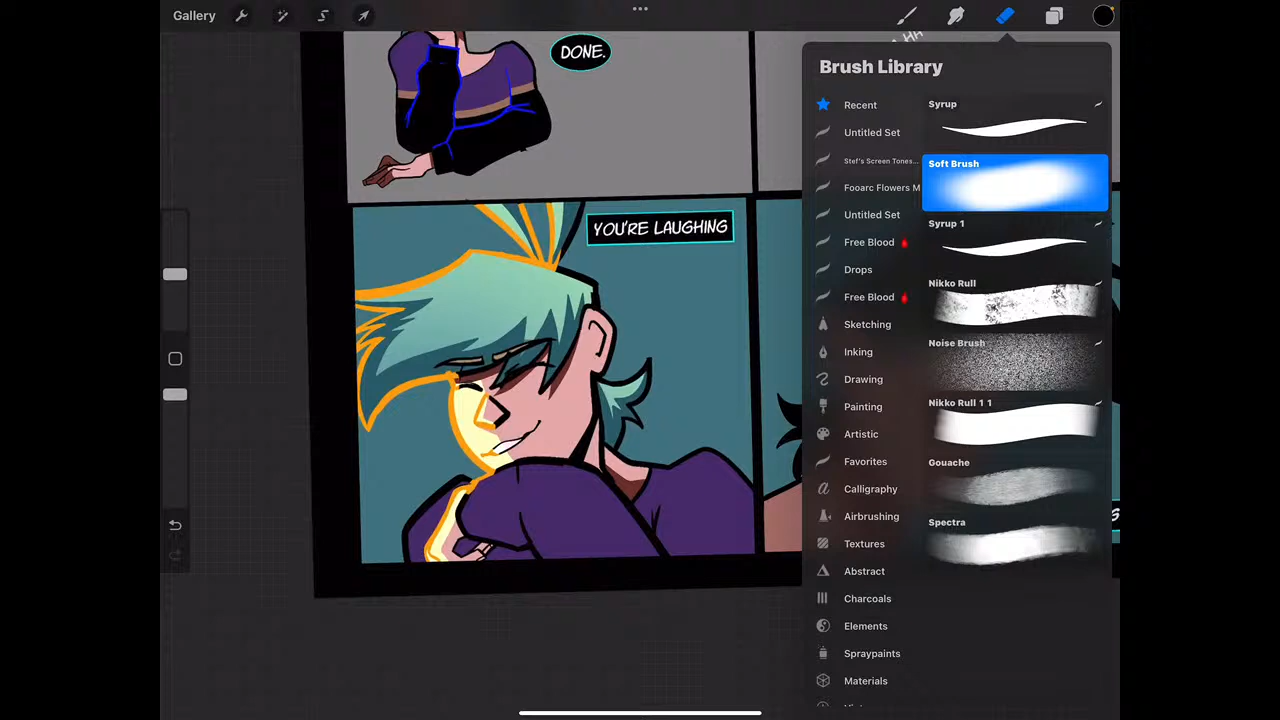 Gallery
HH
DONE.
YOU'RE LAUGHING
Brush Library
Recent
Untitled Set
Stef's Screen Tones...
Fooarc Flowers M
Untitled Set
Free Blood
Drops
Free Blood
Sketching
Inking
Drawing
Painting
Artistic
Favorites
Calligraphy
Airbrushing
Textures
Abstract
Charcoals
Elements
Spraypaints
Materials
Syrup
Soft Brush
Syrup 1
Nikko Rull
Noise Brush
Nikko Rull 1 1
Gouache
Spectra